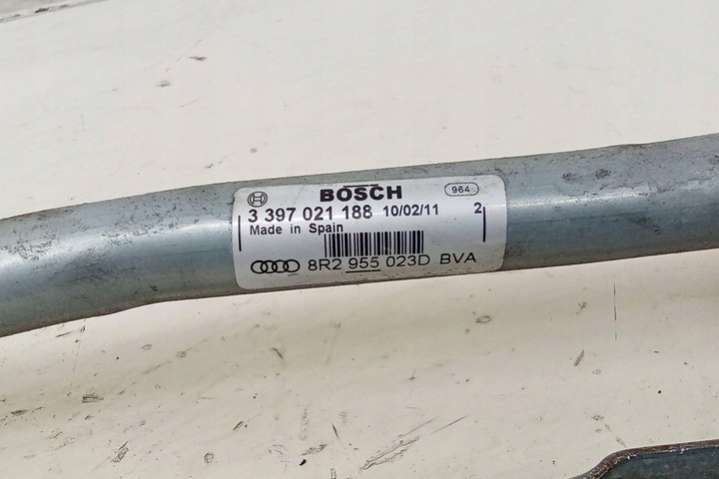 BOSCH 964
3 397 021 188 10/02/11 2
Made in Spain
8R2 955 023D BVA